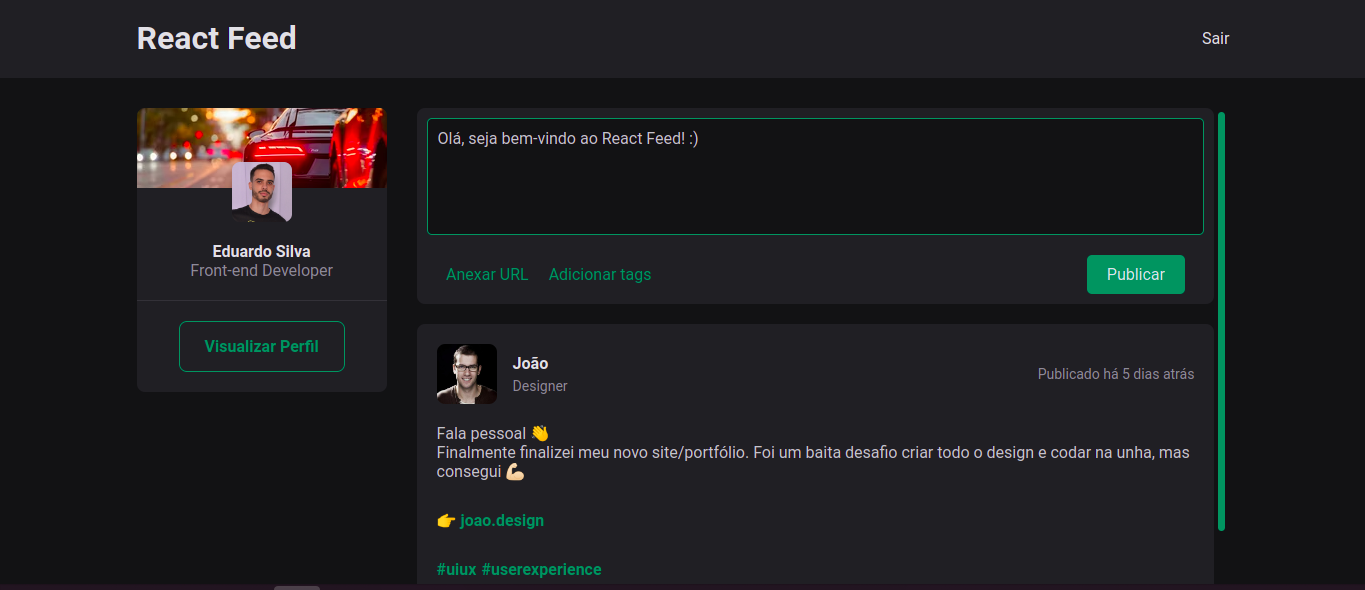 React Feed
Sair
Eduardo Silva
Front-end Developer
Visualizar Perfil
Olá, seja bem-vindo ao React Feed! :)
Anexar URL
Adicionar tags
Publicar
João
Designer
Publicado há 5 dias atrás
Fala pessoal 👋
Finalmente finalizei meu novo site/portfólio. Foi um baita desafio criar todo o design e codar na unha, mas
consegui 💪🏻
👉 joao.design
#uiux #userexperience